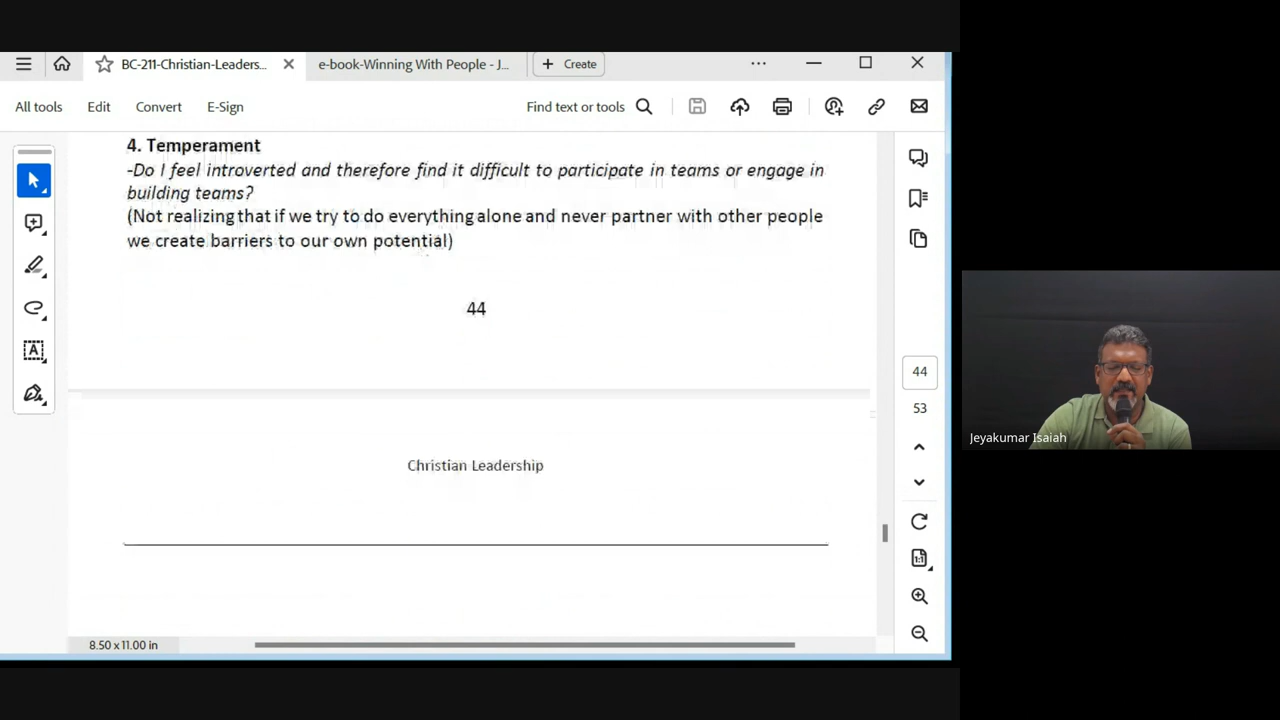 BC-211-Christian-Leaders...
e-book-Winning With People - J...
Create
All tools
Edit
Convert
E-Sign
Find text or tools
4. Temperament
-Do I feel introverted and therefore find it difficult to participate in teams or engage in
building teams?
(Not realizing that if we try to do everything alone and never partner with other people
we create barriers to our own potential)
44
44
53
Christian Leadership
1:1
8.50 x 11.00 in
Jeyakumar Isaiah